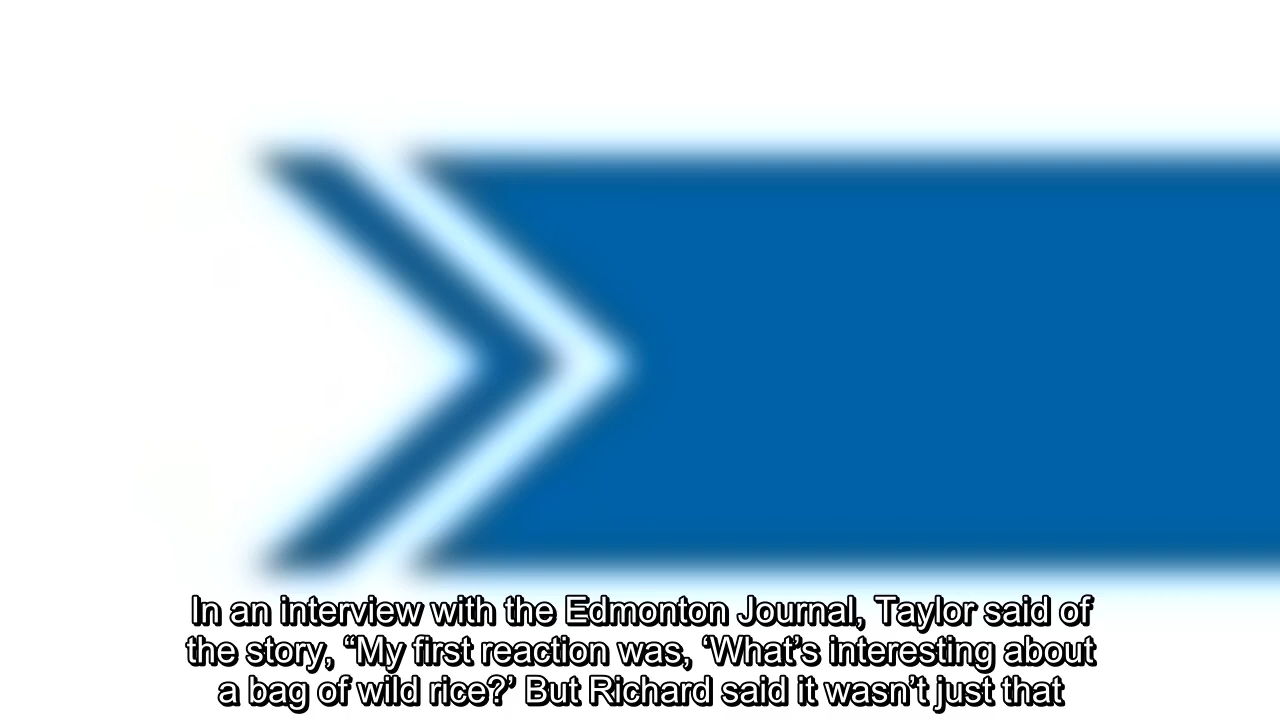 In an interview with the Edmonton Journal, Taylor said of
the story, “My first reaction was, ‘What’s interesting about
a bag of wild rice?’ But Richard said it wasn’t just that